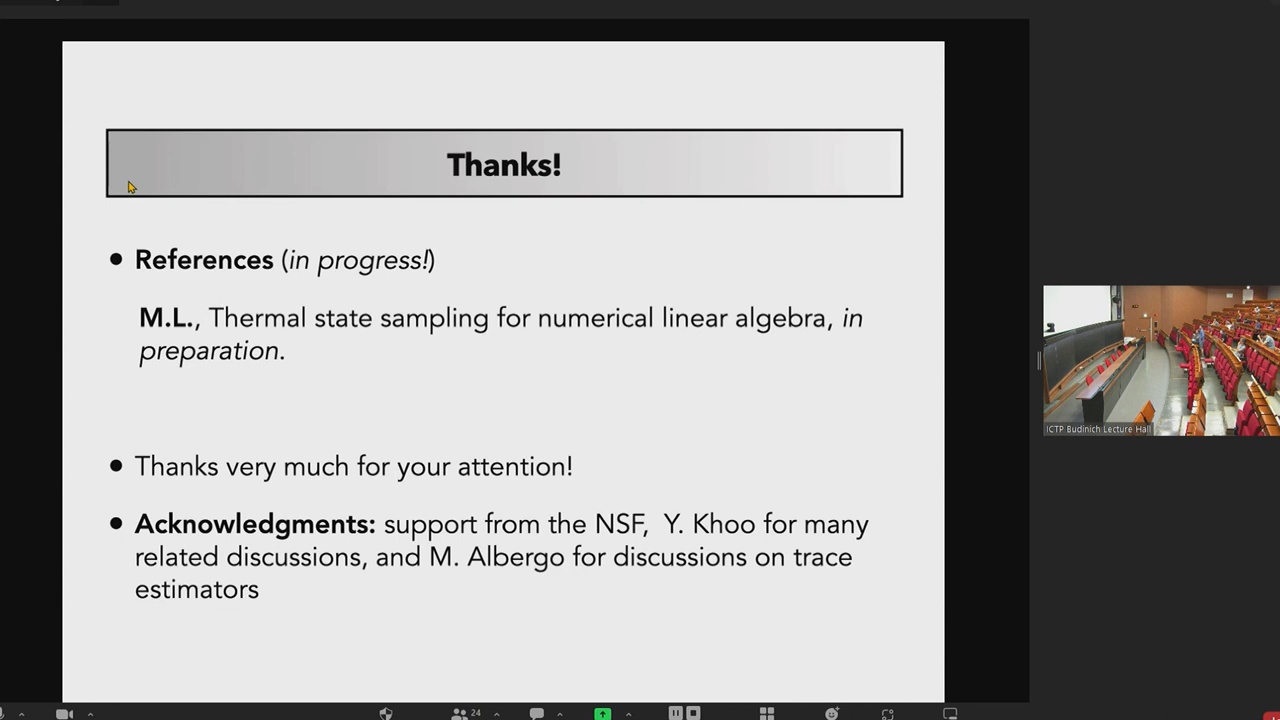 Thanks!
● References (in progress!)
M.L., Thermal state sampling for numerical linear algebra, in
preparation.
● Thanks very much for your attention!
● Acknowledgments: support from the NSF, Y. Khoo for many
related discussions, and M. Albergo for discussions on trace
estimators
ICTP Budinich Lecture Hall
24